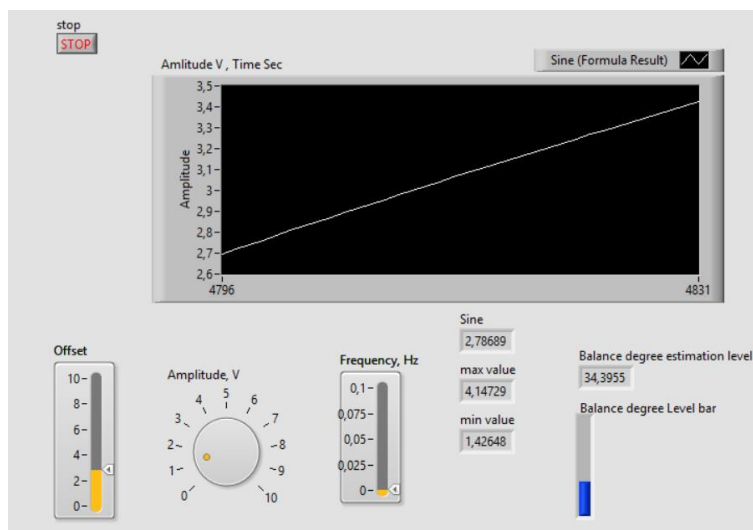 stop
STOP
Amlitude V , Time Sec
Sine (Formula Result)
Amplitude
3,5
3,4
3,3
3,2
3,1
3
2,9
2,8
2,7
2,6
4796
4831
Offset
10
8
6
4
2
0
Amplitude, V
0
1
2
3
4
5
6
7
8
9
10
Frequency, Hz
0,1
0,075
0,05
0,025
0
Sine
2,78689
max value
4,14729
min value
1,42648
Balance degree estimation level
34,3955
Balance degree Level bar